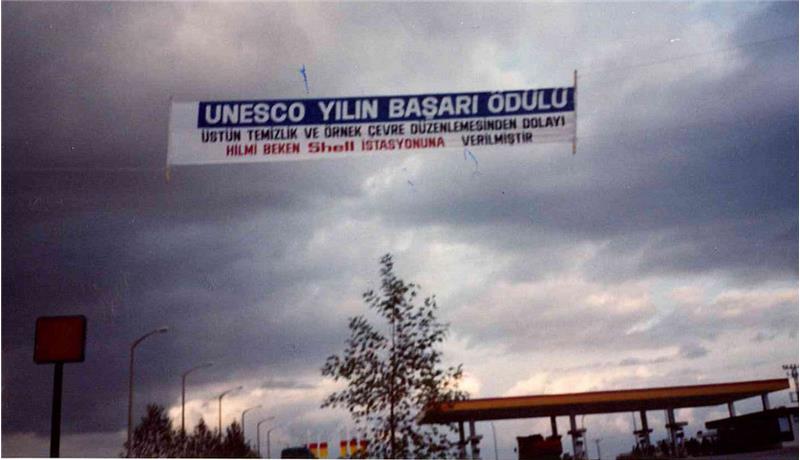 UNESCO YILIN BAŞARI ÖDÜLÜ
ÜSTÜN TEMİZLİK VE ÖRNEK ÇEVRE DÜZENLEMESİNDEN DOLAYI
HİLMİ BEKEN Shell İSTASYONUNA VERİLMİŞTİR